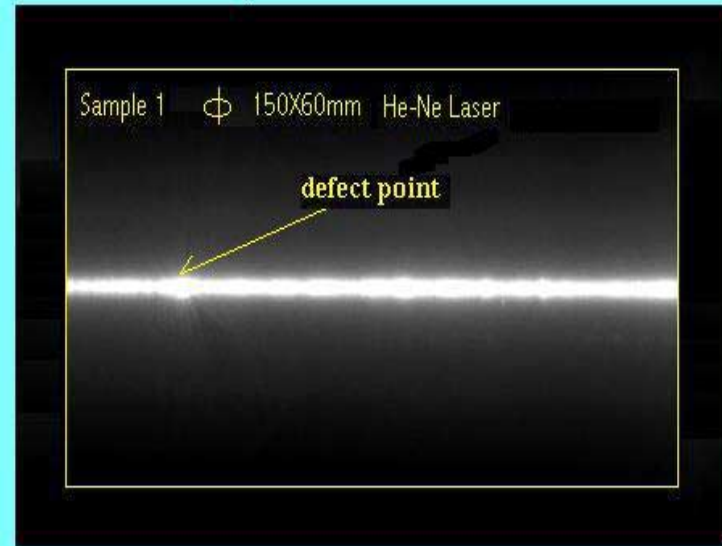 Sample 1 ⌽ 150X60mm He-Ne Laser
defect point